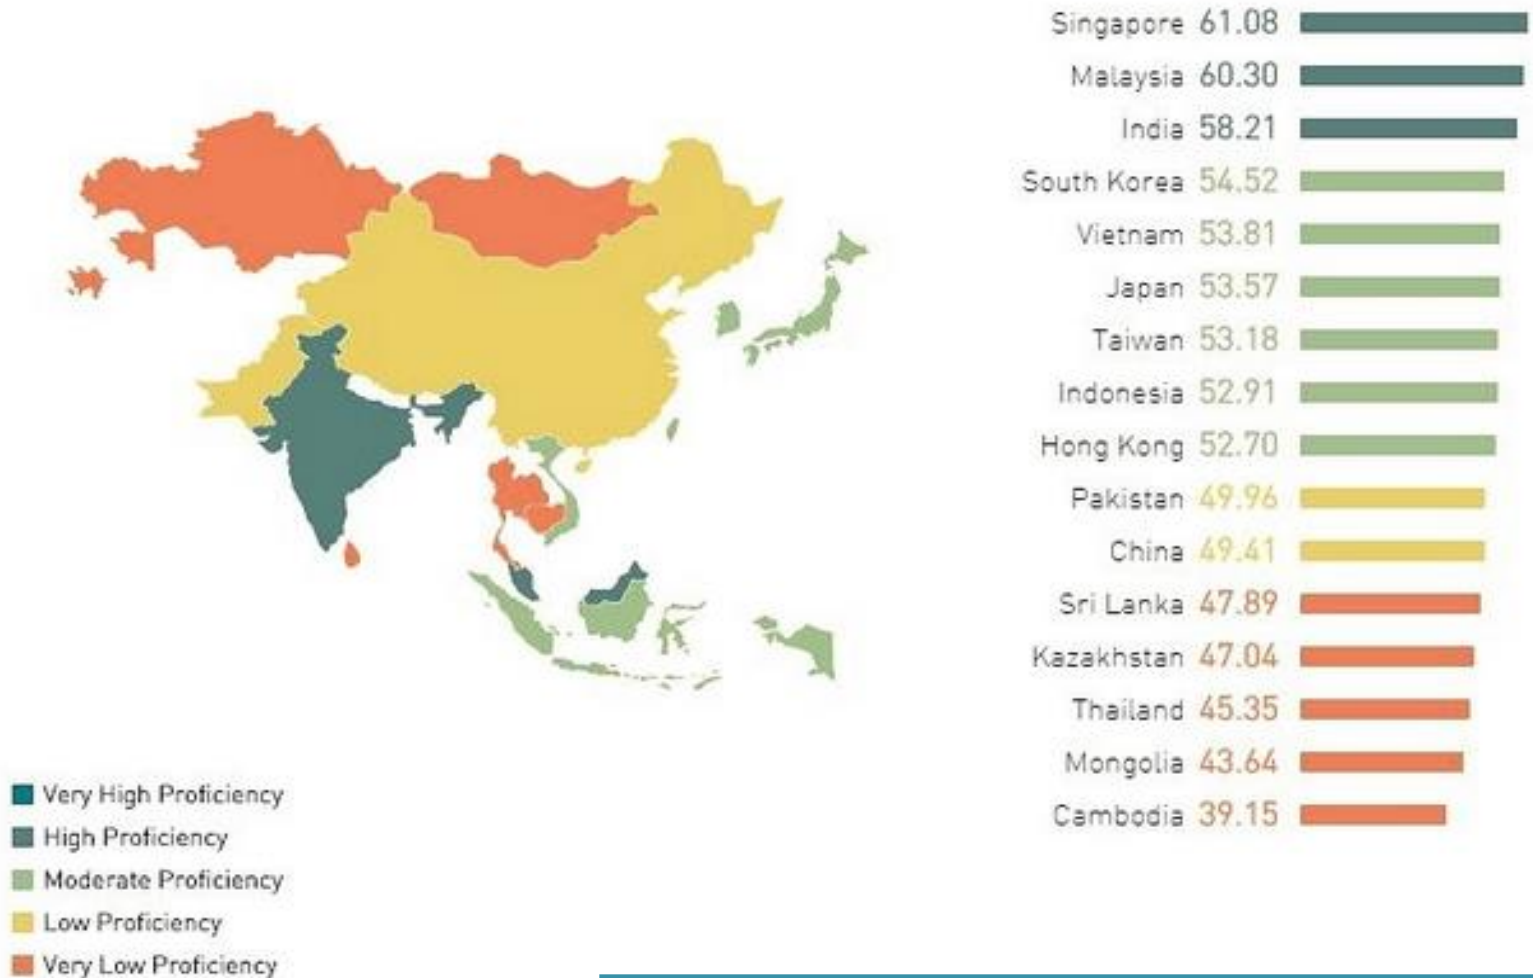 Singapore 61.08
Malaysia 60.30
India 58.21
South Korea 54.52
Vietnam 53.81
Japan 53.57
Taiwan 53.18
Indonesia 52.91
Hong Kong 52.70
Pakistan 49.96
China 49.41
Sri Lanka 47.89
Kazakhstan 47.04
Thailand 45.35
Mongolia 43.64
Cambodia 39.15
Very High Proficiency
High Proficiency
Moderate Proficiency
Low Proficiency
Very Low Proficiency